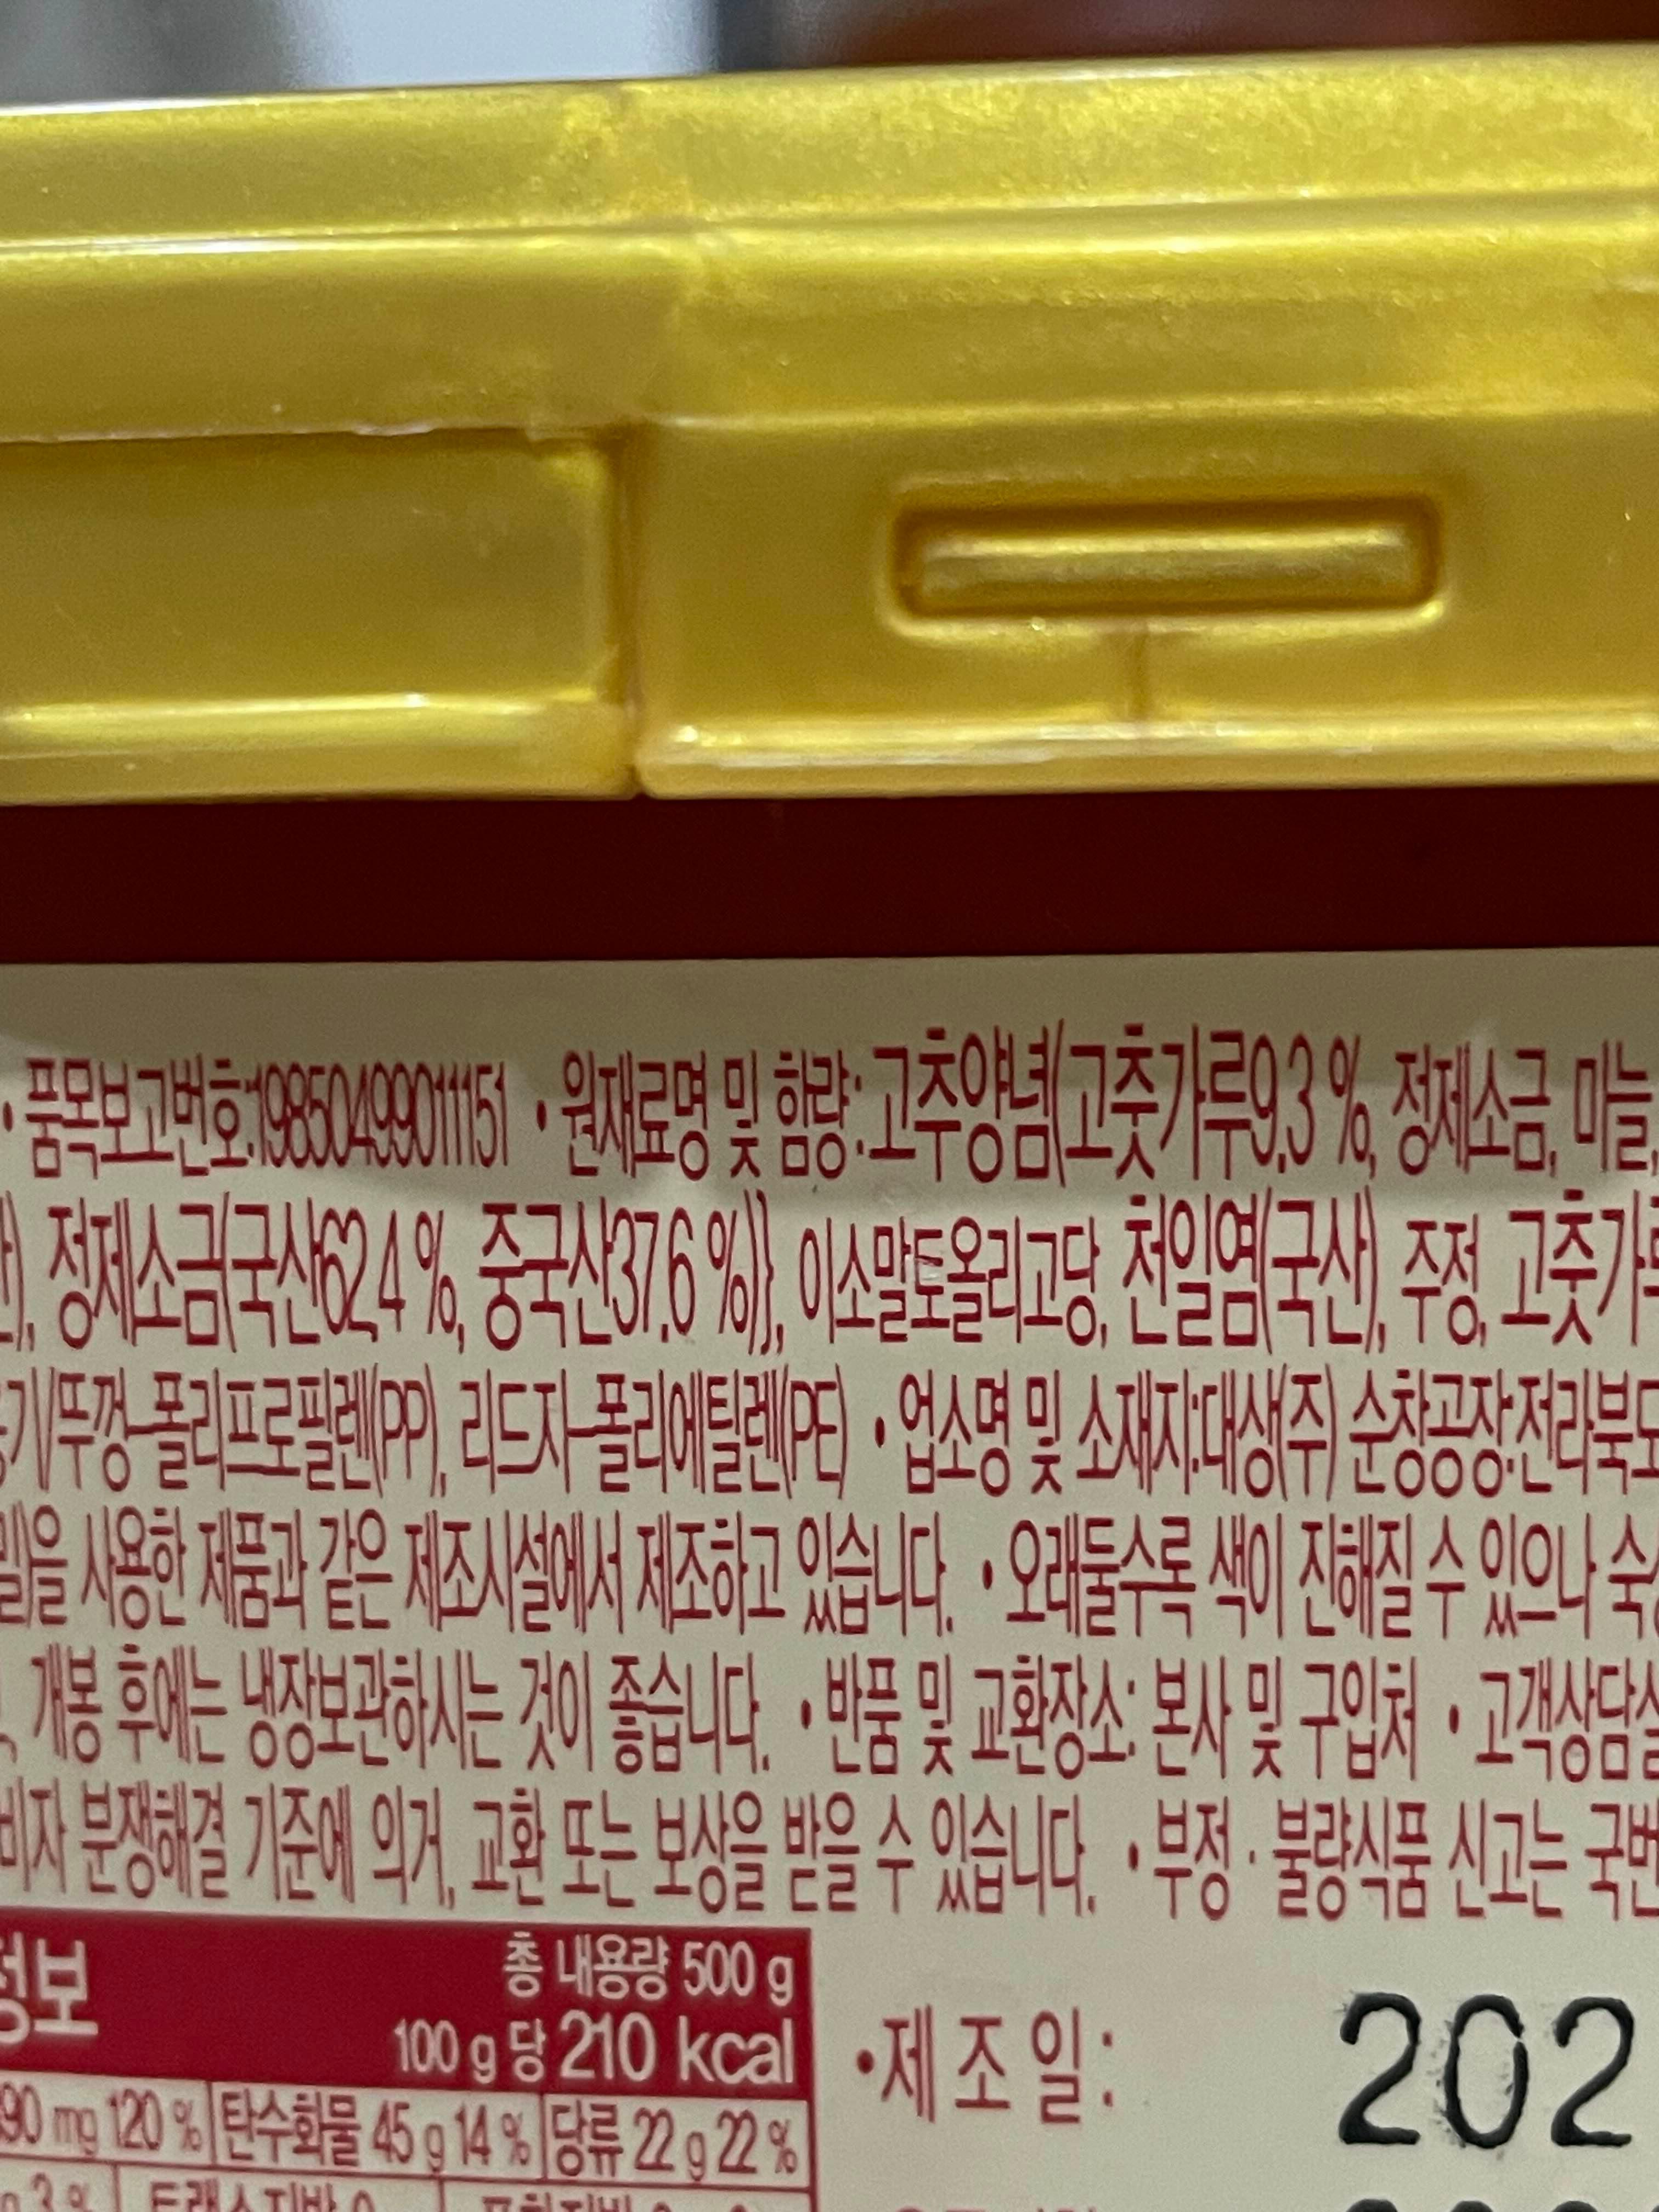 · 품목보고번호:19850499011151 · 원재료명 및 함량: 고추양념(고춧가루9.3 %, 정제소금, 마늘,
), 정제소금(국산62.4 %, 중국산37.6 %)}, 이소말토올리고당, 천일염(국산), 주정, 고춧가
기/뚜껑-폴리프로필렌(PP), 리드지-폴리에틸렌(PE) · 업소명 및 소재지:대상(주) 순창공장:전라북도
을 사용한 제품과 같은 제조시설에서 제조하고 있습니다. · 오래둘수록 색이 진해질 수 있으나
, 개봉 후에는 냉장보관하시는 것이 좋습니다. · 반품 및 교환장소: 본사 및 구입처 · 고객상담실
비자 분쟁해결 기준에 의거, 교환 또는 보상을 받을 수 있습니다. · 부정 · 불량식품 신고는 국번
정보
총 내용량 500 g
100 g 당 210 kcal
90 mg 120 % 탄수화물 45 g 14 % 당류 22 g 22 %
3 %
·제 조 일: 202